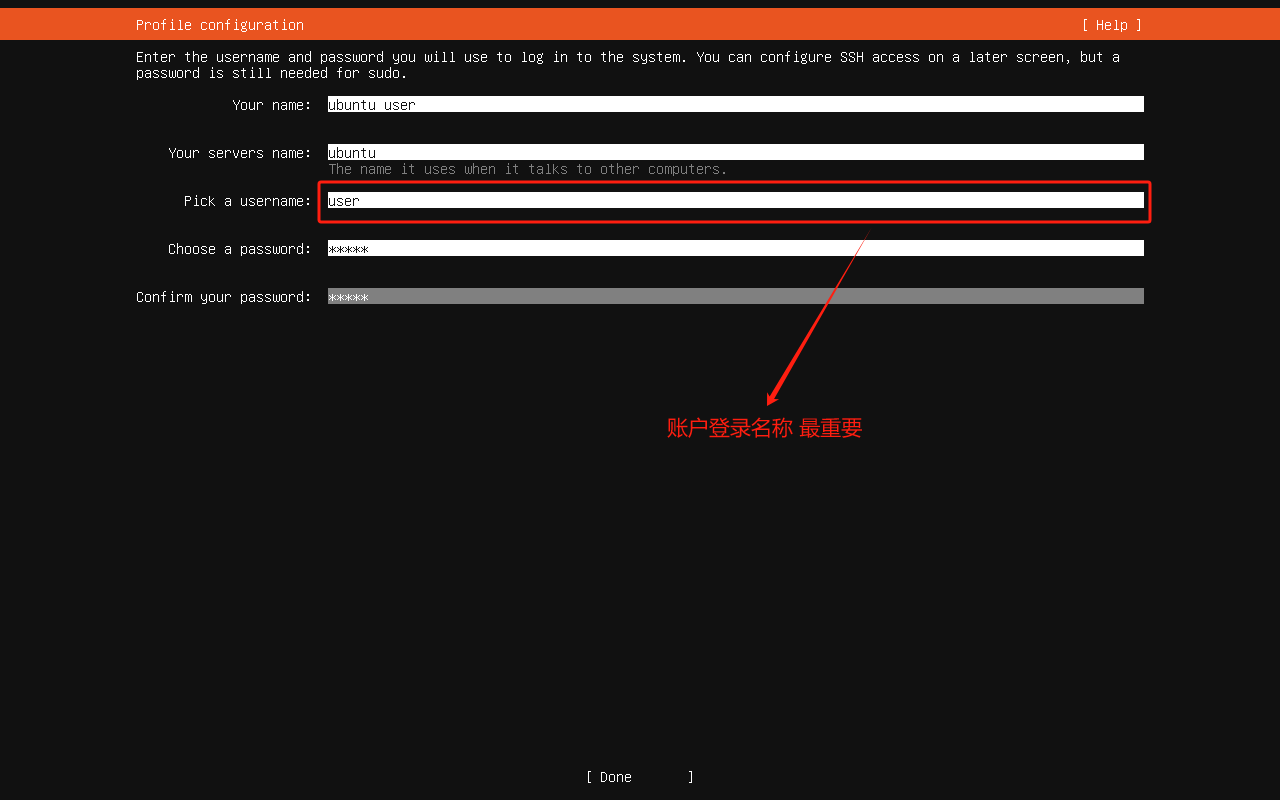 Profile configuration [ Help ]
Enter the username and password you will use to log in to the system. You can configure SSH access on a later screen, but a
password is still needed for sudo.
Your name: ubuntu user
Your servers name: ubuntu
The name it uses when it talks to other computers.
Pick a username: user
Choose a password: *****
Confirm your password: *****
账户登录名称 最重要
[ Done ]